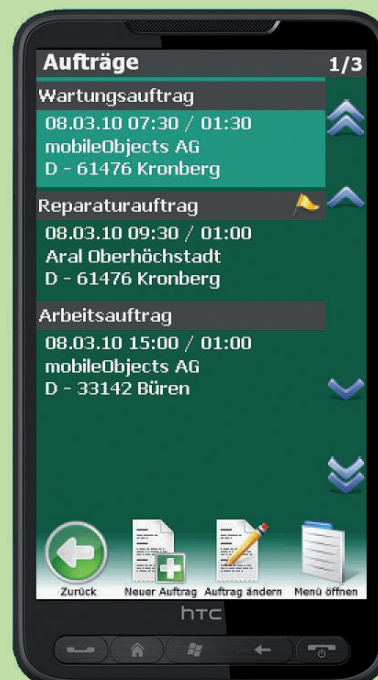 Aufträge 1/3
Wartungsauftrag
08.03.10 07:30 / 01:30
mobileObjects AG
D - 61476 Kronberg
Reparaturauftrag
08.03.10 09:30 / 01:00
Aral Oberhöchstadt
D - 61476 Kronberg
Arbeitsauftrag
08.03.10 15:00 / 01:00
mobileObjects AG
D - 33142 Büren
Zurück Neuer Auftrag Auftrag ändern Menü öffnen
hTC